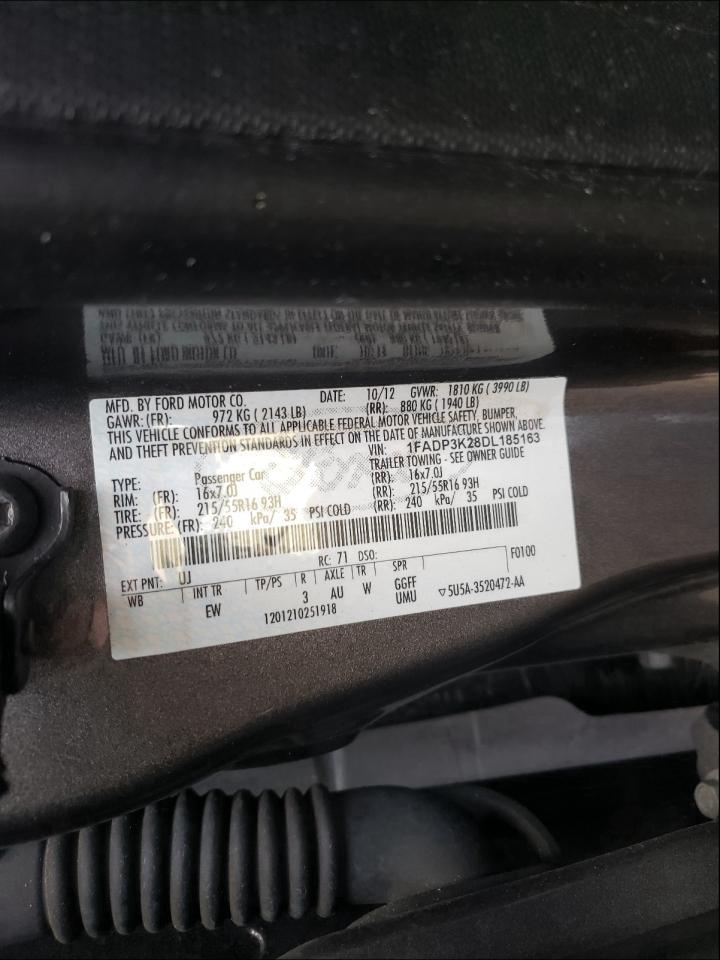 MFD. BY FORD MOTOR CO. DATE: 10/12 GVWR: 1810 KG ( 3990 LB)
GAWR: (FR): 972 KG ( 2143 LB) (RR): 880 KG ( 1940 LB)
THIS VEHICLE CONFORMS TO ALL APPLICABLE FEDERAL MOTOR VEHICLE SAFETY, BUMPER,
AND THEFT PREVENTION STANDARDS IN EFFECT ON THE DATE OF MANUFACTURE SHOWN ABOVE.
VIN: 1FADP3K28DL185163
TYPE: Passenger Car TRAILER TOWING - SEE OWNER GUIDE
RIM: (FR): 16x7.0J (RR): 16x7.0J
TIRE: (FR): 215/55R16 93H (RR): 215/55R16 93H
PRESSURE: (FR): 240 kPa/ 35 PSI COLD (RR): 240 kPa/ 35 PSI COLD
EXT PNT: UJ RC: 71 DSO: F0100
WB INT TR TP/PS R AXLE TR SPR
EW 3 AU W GGFF
UMU
1201210251918 ▽5U5A-3520472-AA